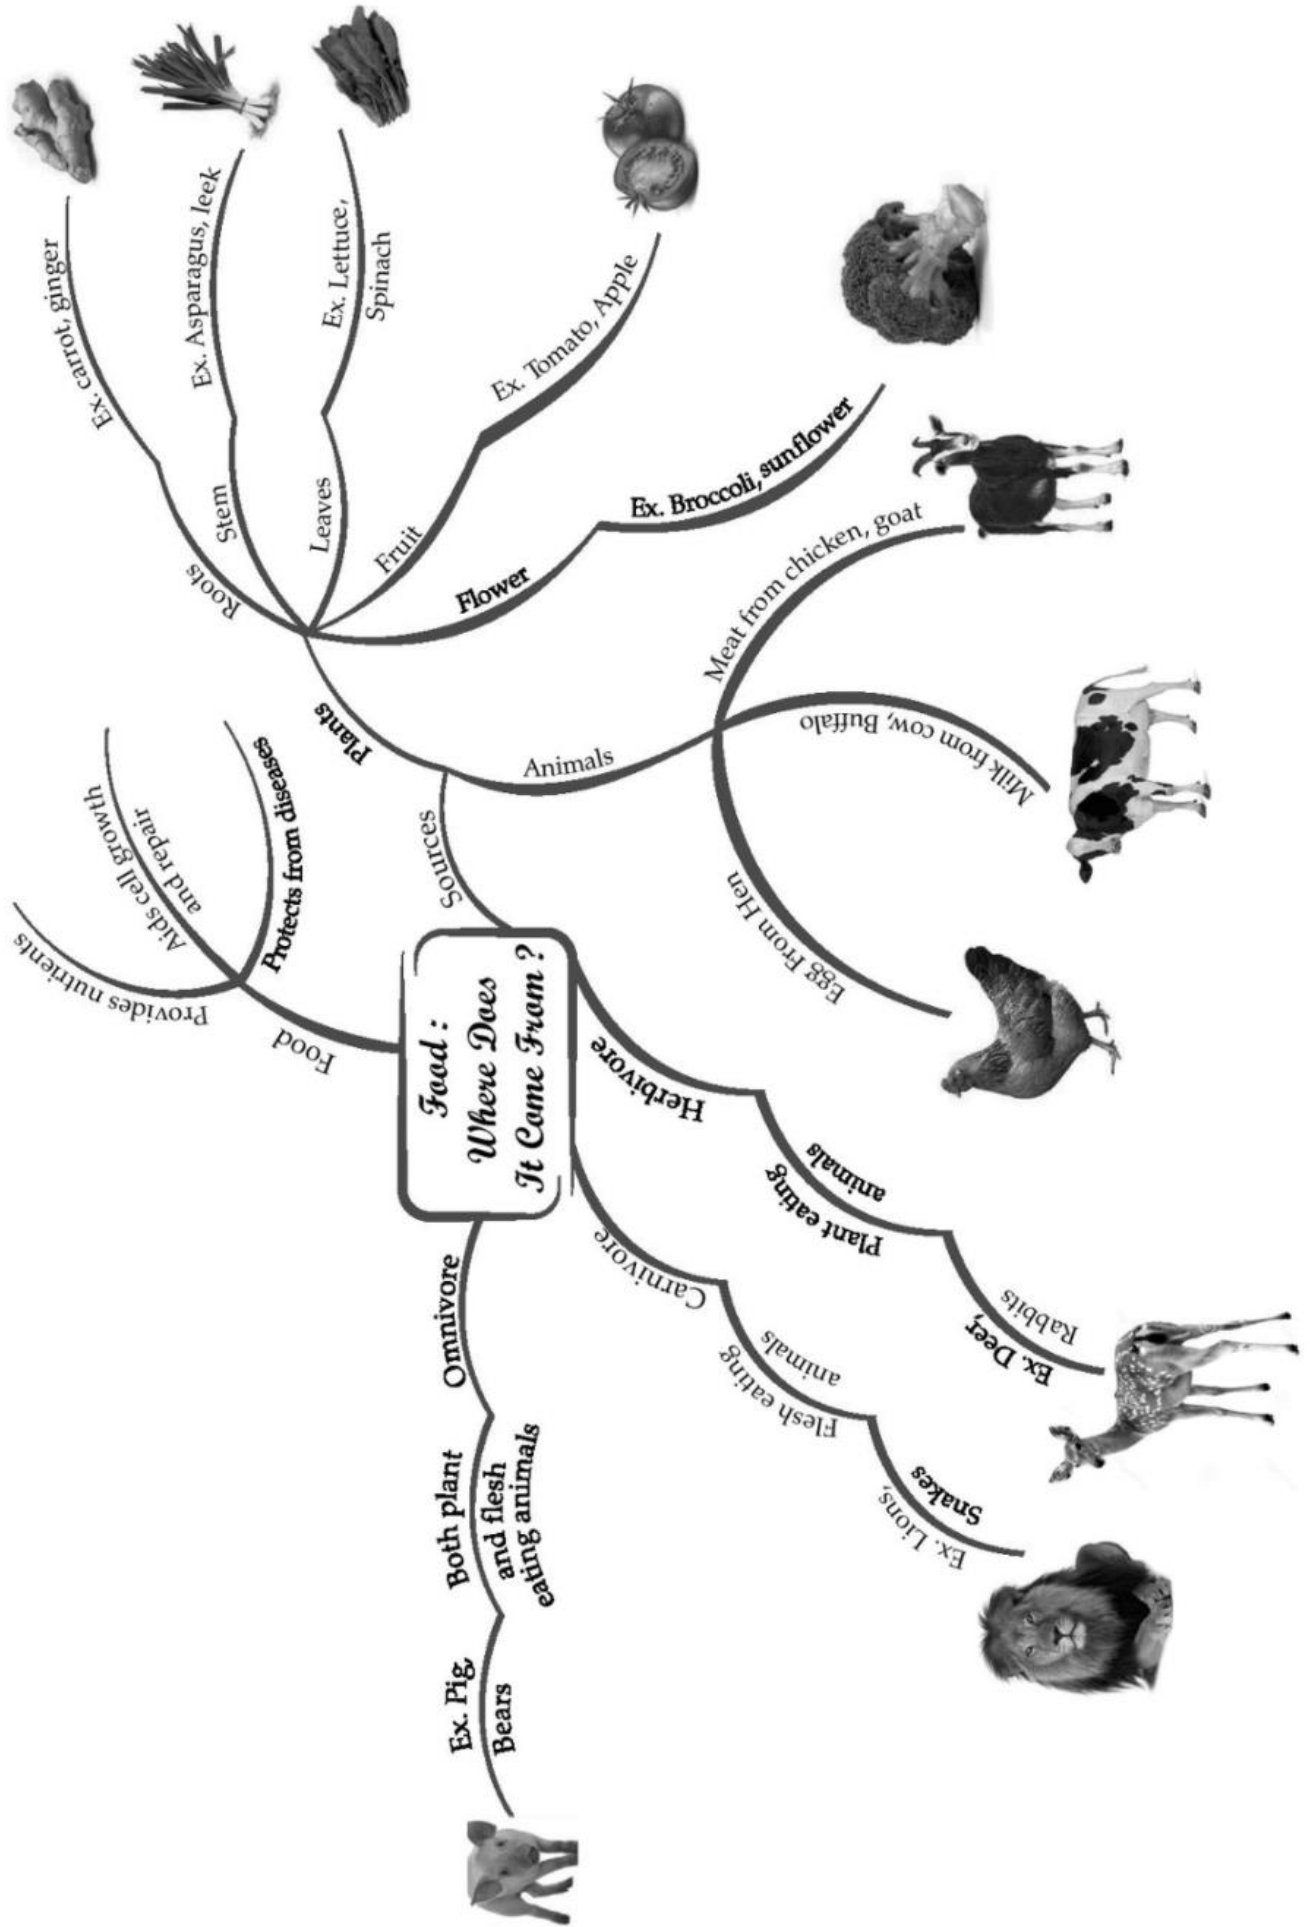 Food :
Where Does
It Come From ?
Food
Provides nutrients
Aids cell growth
and repair
Protects from diseases
Sources
Plants
Roots
Ex. carrot, ginger
Stem
Ex. Asparagus, leek
Leaves
Ex. Lettuce,
Spinach
Fruit
Ex. Tomato, Apple
Flower
Ex. Broccoli, sunflower
Animals
Meat from chicken, goat
Milk from cow, Buffalo
Egg From Hen
Herbivore
Plant eating
animals
Ex. Deer,
Rabbits
Carnivore
Flesh eating
animals
Ex. Lions,
Snakes
Omnivore
Both plant
and flesh
eating animals
Ex. Pig,
Bears